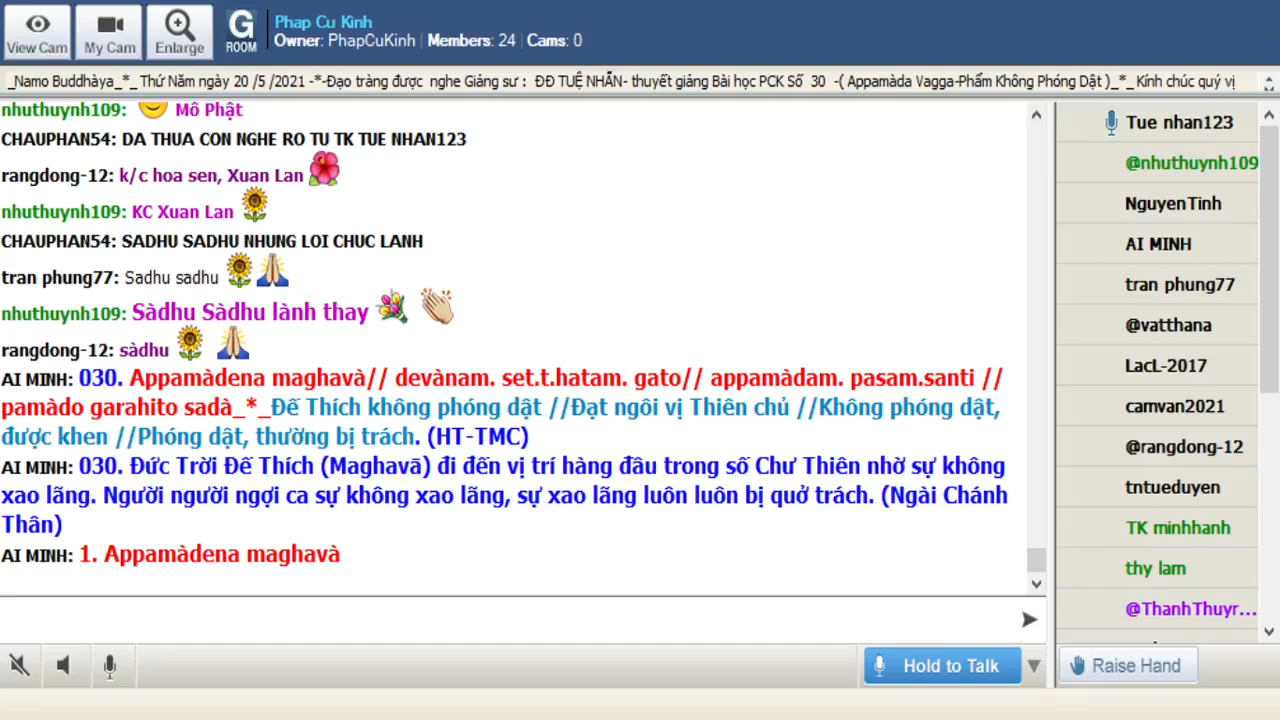 View Cam
My Cam
Enlarge
G
ROOM
Phap Cu Kinh
Owner: PhapCuKinh | Members: 24 | Cams: 0
_Namo Buddhàya_*_ Thứ Năm ngày 20 /5 /2021 -*-Đạo tràng được nghe Giảng sư : ĐĐ TUỆ NHẪN- thuyết giảng Bài học PCK Số 30 -( Appamàda Vagga-Phẩm Không Phóng Dật )_*_ Kính chúc quý vị
nhuthuynh109: Mô Phật
CHAUPHAN54: DA THUA CON NGHE RO TU TK TUE NHAN123
rangdong-12: k/c hoa sen, Xuan Lan
nhuthuynh109: KC Xuan Lan
CHAUPHAN54: SADHU SADHU NHUNG LOI CHUC LANH
tran phung77: Sadhu sadhu
nhuthuynh109: Sàdhu Sàdhu lành thay
rangdong-12: sàdhu
AI MINH: 030. Appamàdena maghavà// devànam. set.t.hatam. gato// appamàdam. pasam.santi //
pamàdo garahito sadà_*_Đế Thích không phóng dật //Đạt ngôi vị Thiên chủ //Không phóng dật,
được khen //Phóng dật, thường bị trách. (HT-TMC)
AI MINH: 030. Đức Trời Đế Thích (Maghavā) đi đến vị trí hàng đầu trong số Chư Thiên nhờ sự không
xao lãng. Người người ngợi ca sự không xao lãng, sự xao lãng luôn luôn bị quở trách. (Ngài Chánh
Thân)
AI MINH: 1. Appamàdena maghavà
Tue nhan123
@nhuthuynh109
NguyenTinh
AI MINH
tran phung77
@vatthana
LacL-2017
camvan2021
@rangdong-12
tntueduyen
TK minhhanh
thy lam
@ThanhThuyr...
Hold to Talk
Raise Hand